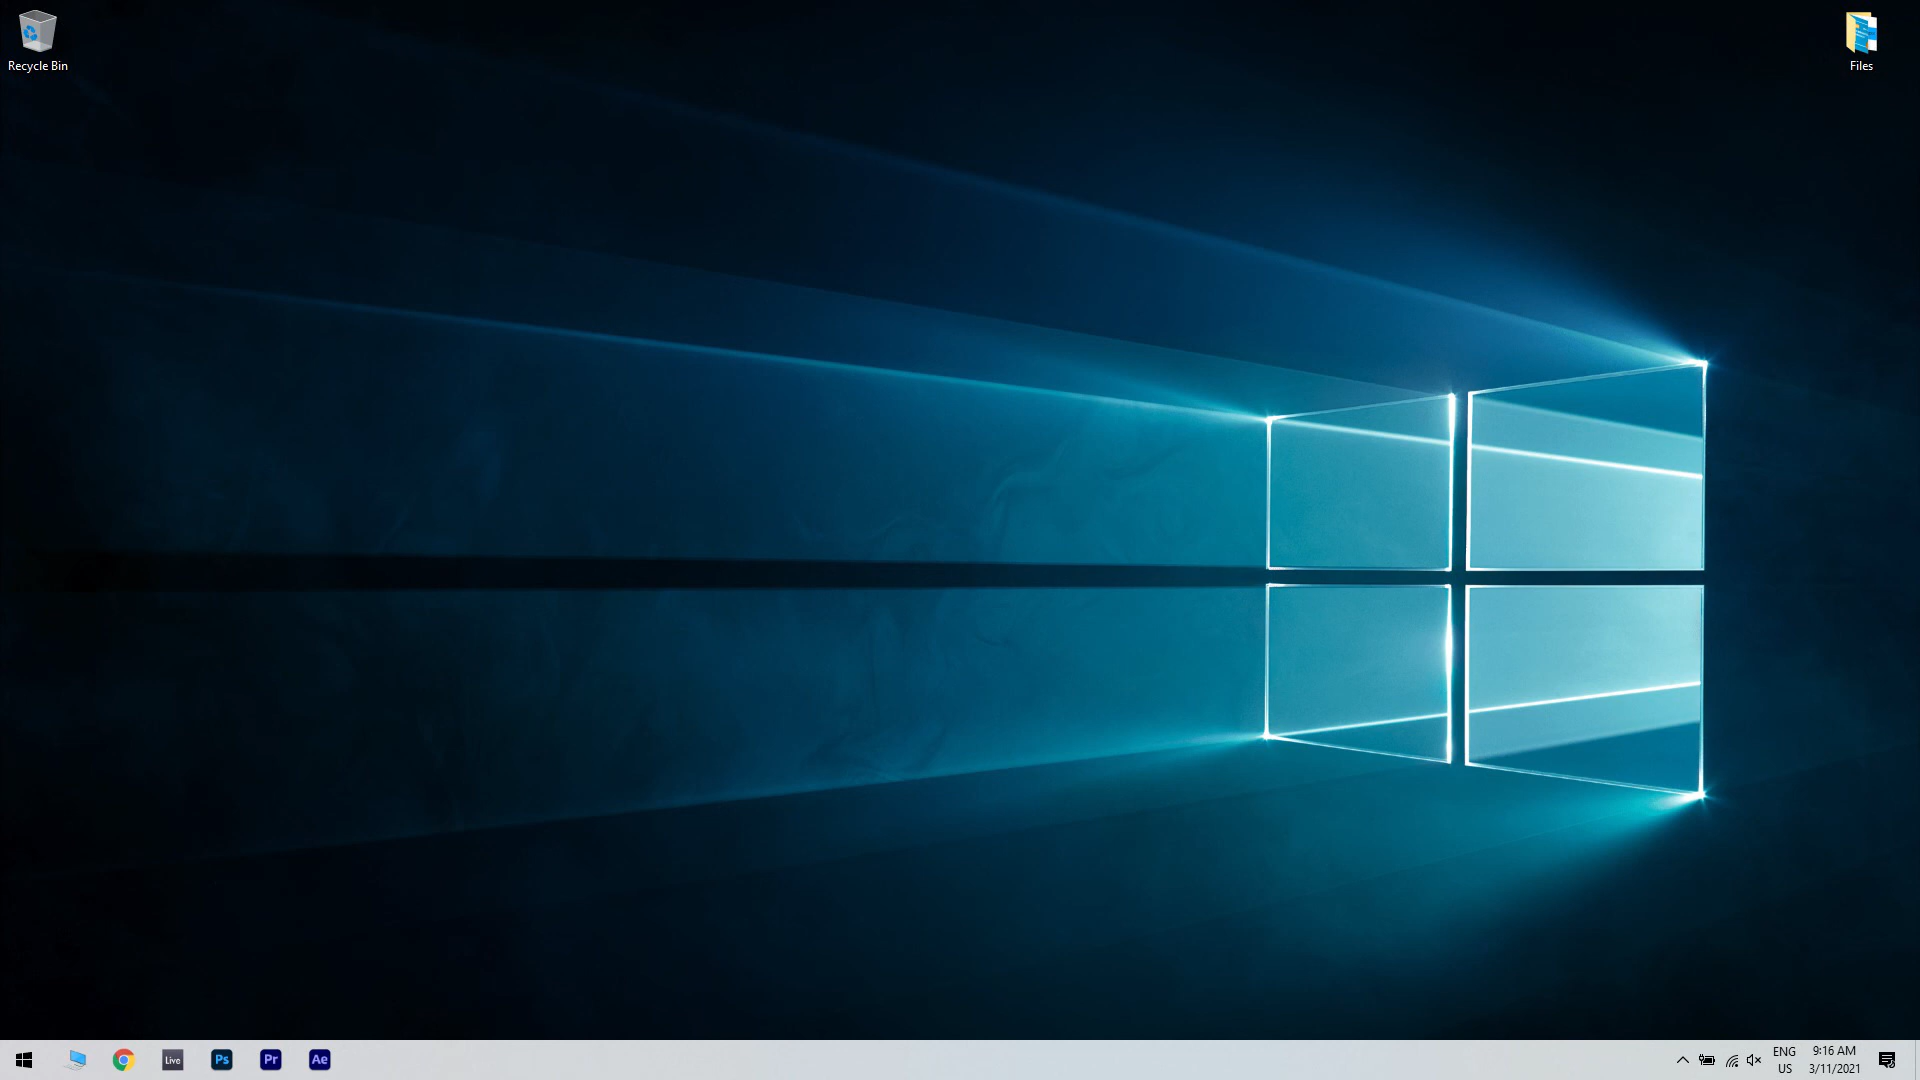 Recycle Bin
Files
Live
Ps
Pr
Ae
ENG
US
9:16 AM
3/11/2021